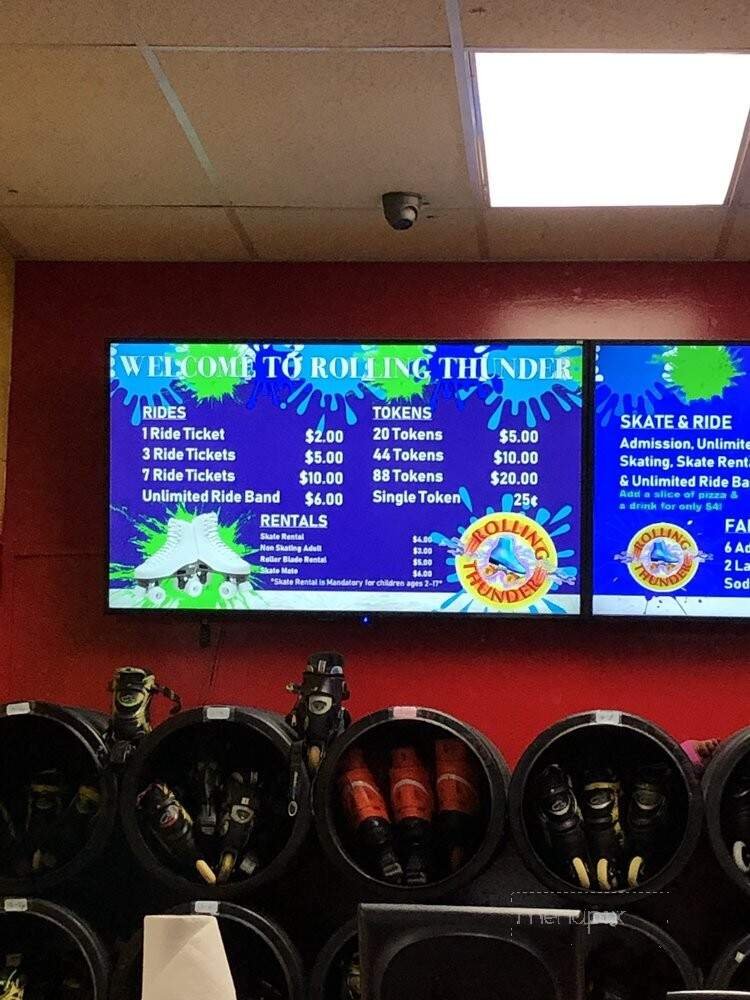 WELCOME TO ROLLING THUNDER
RIDES
1 Ride Ticket $2.00
3 Ride Tickets $5.00
7 Ride Tickets $10.00
Unlimited Ride Band $6.00
TOKENS
20 Tokens $5.00
44 Tokens $10.00
88 Tokens $20.00
Single Token 25¢
RENTALS
Skate Rental $4.00
Non Skating Adult $3.00
Roller Blade Rental $5.00
Skate Mate $6.00
*Skate Rental is Mandatory for children ages 2-17*
ROLLING
THUNDER
SKATE & RIDE
Admission, Unlimite
Skating, Skate Rent
& Unlimited Ride Ba
Add a slice of pizza &
a drink for only $4!
ROLLING
THUNDER
FA
6 Ad
2 La
Sod
menupix